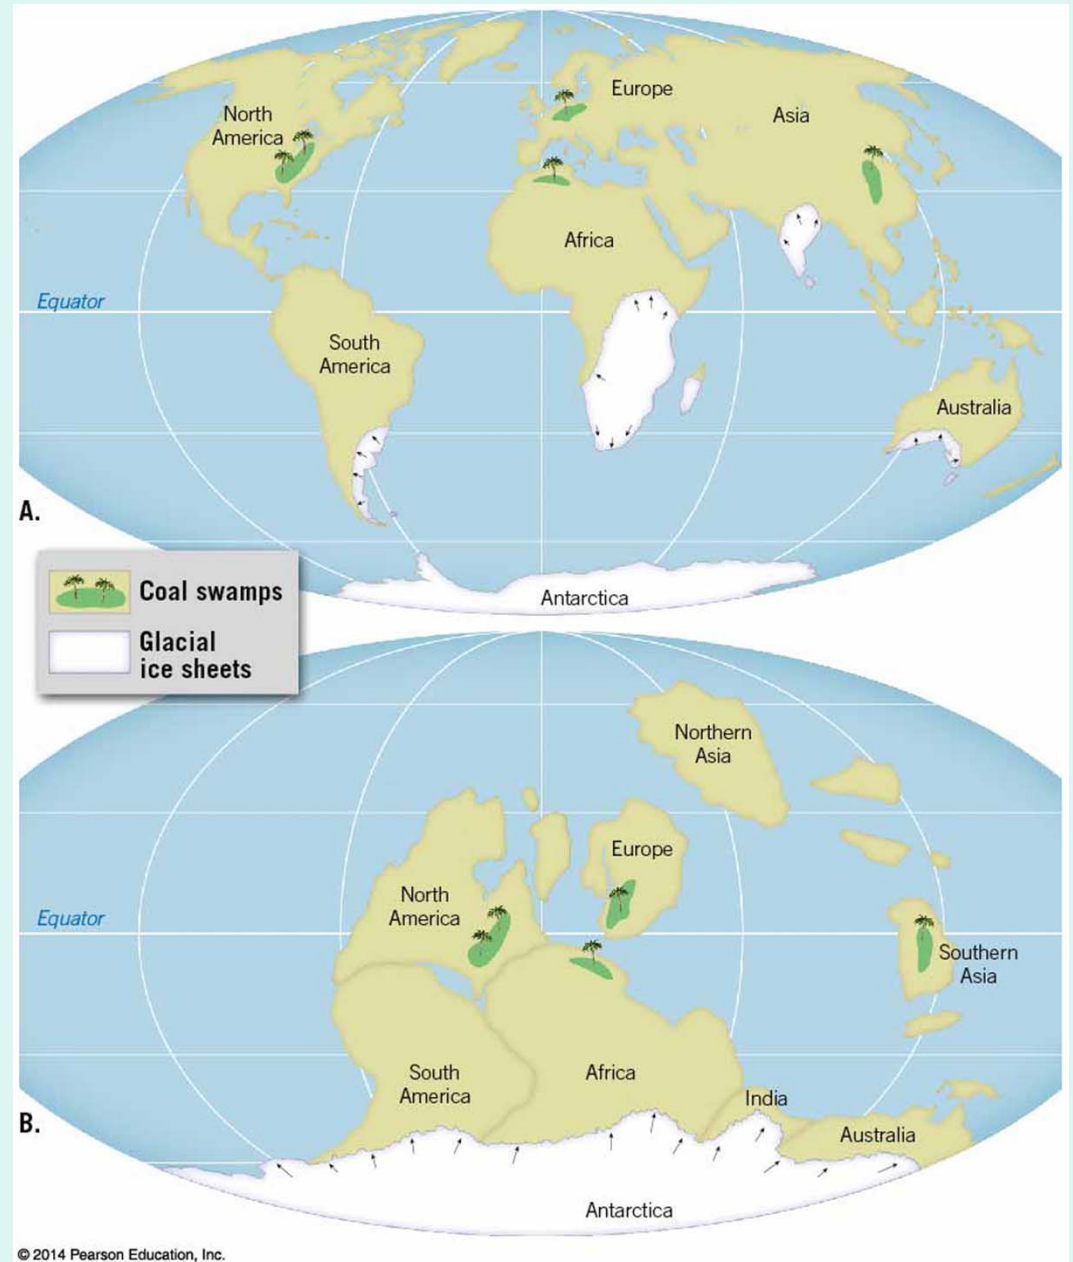 Europe
North
America
Asia
Africa
Equator
South
America
Australia
A.
Antarctica
Coal swamps
Glacial
ice sheets
Northern
Asia
Europe
North
America
Equator
Southern
Asia
South
America
Africa
India
B.
Australia
Antarctica
© 2014 Pearson Education, Inc.